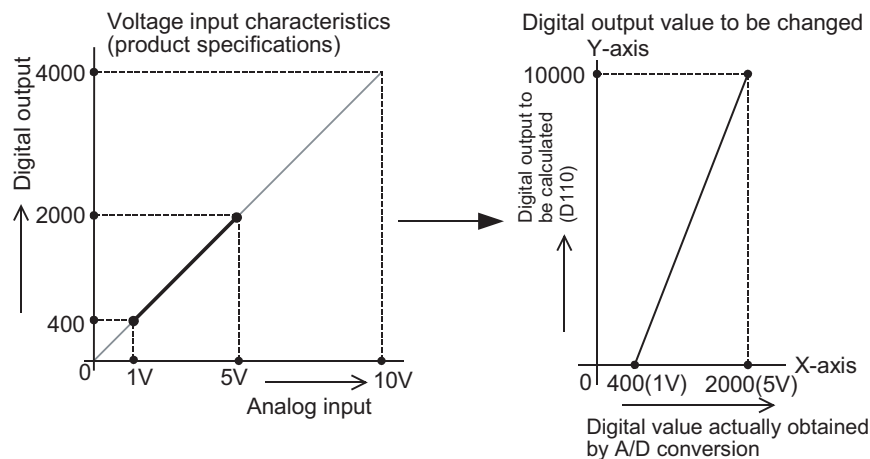 Voltage input characteristics
(product specifications)
Digital output
4000
2000
400
0
1V
5V
10V
Analog input
Digital output value to be changed
Y-axis
10000
Digital output to
be calculated
(D110)
0
400(1V)
2000(5V)
X-axis
Digital value actually obtained
by A/D conversion